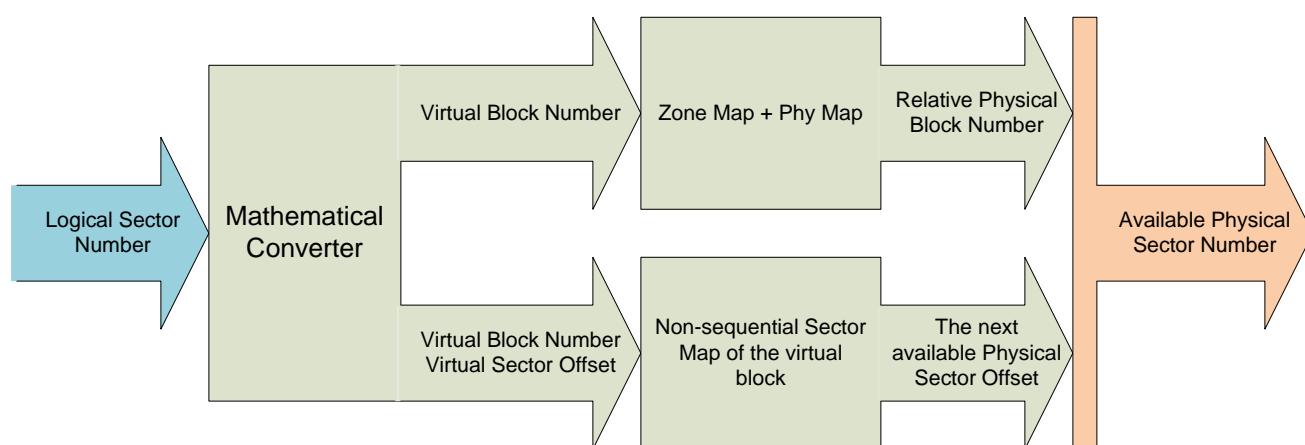 Logical Sector
Number
Mathematical
Converter
Virtual Block Number
Zone Map + Phy Map
Relative Physical
Block Number
Virtual Block Number
Virtual Sector Offset
Non-sequential Sector
Map of the virtual
block
The next
available Physical
Sector Offset
Available Physical
Sector Number